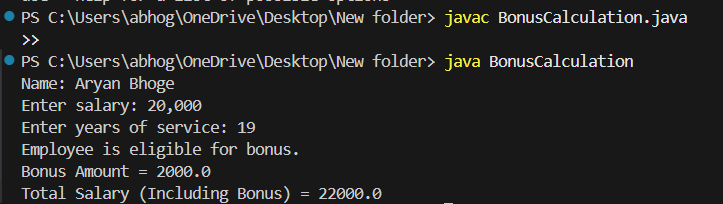 PS C:\Users\abhog\OneDrive\Desktop\New folder> javac BonusCalculation.java
>>
PS C:\Users\abhog\OneDrive\Desktop\New folder> java BonusCalculation
Name: Aryan Bhoge
Enter salary: 20,000
Enter years of service: 19
Employee is eligible for bonus.
Bonus Amount = 2000.0
Total Salary (Including Bonus) = 22000.0